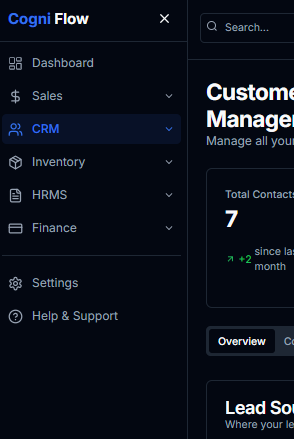 Cogni Flow
Dashboard
Sales
CRM
Inventory
HRMS
Finance
Settings
Help & Support
Search...
Custome
Manager
Manage all your
Total Contacts
7
+2 since las
month
Overview
Co
Lead Sou
Where your le